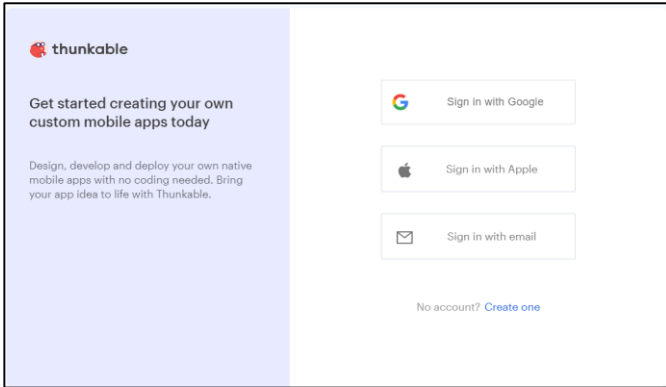 thunkable
Get started creating your own
custom mobile apps today
Design, develop and deploy your own native
mobile apps with no coding needed. Bring
your app idea to life with Thunkable.
Sign in with Google
Sign in with Apple
Sign in with email
No account? Create one